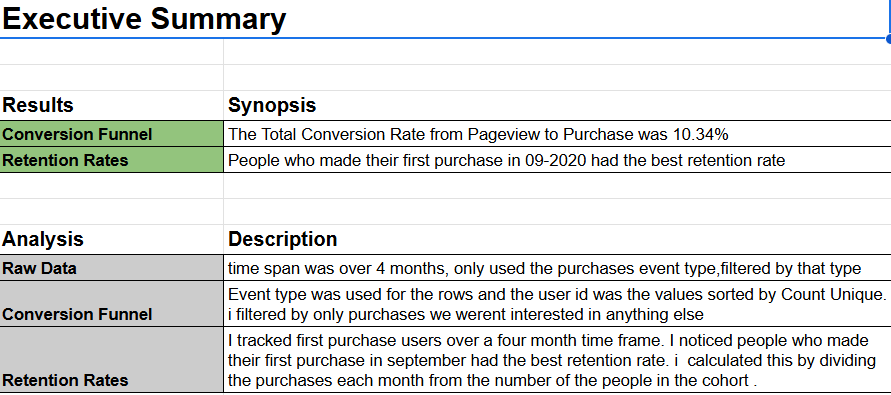 Executive Summary
Results Synopsis
Conversion Funnel The Total Conversion Rate from Pageview to Purchase was 10.34%
Retention Rates People who made their first purchase in 09-2020 had the best retention rate
Analysis Description
Raw Data time span was over 4 months, only used the purchases event type,filtered by that type
Event type was used for the rows and the user id was the values sorted by Count Unique.
Conversion Funnel i filtered by only purchases we werent interested in anything else
I tracked first purchase users over a four month time frame. I noticed people who made
their first purchase in september had the best retention rate. i calculated this by dividing
Retention Rates the purchases each month from the number of the people in the cohort .